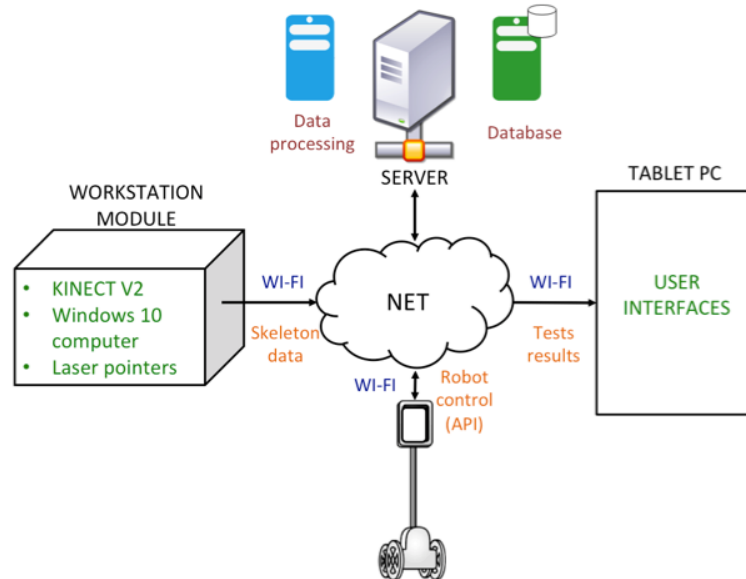 Data
processing
Database
SERVER
WORKSTATION
MODULE
TABLET PC
• KINECT V2
• Windows 10
computer
• Laser pointers
WI-FI
Skeleton
data
NET
WI-FI
Tests
results
USER
INTERFACES
WI-FI
Robot
control
(API)